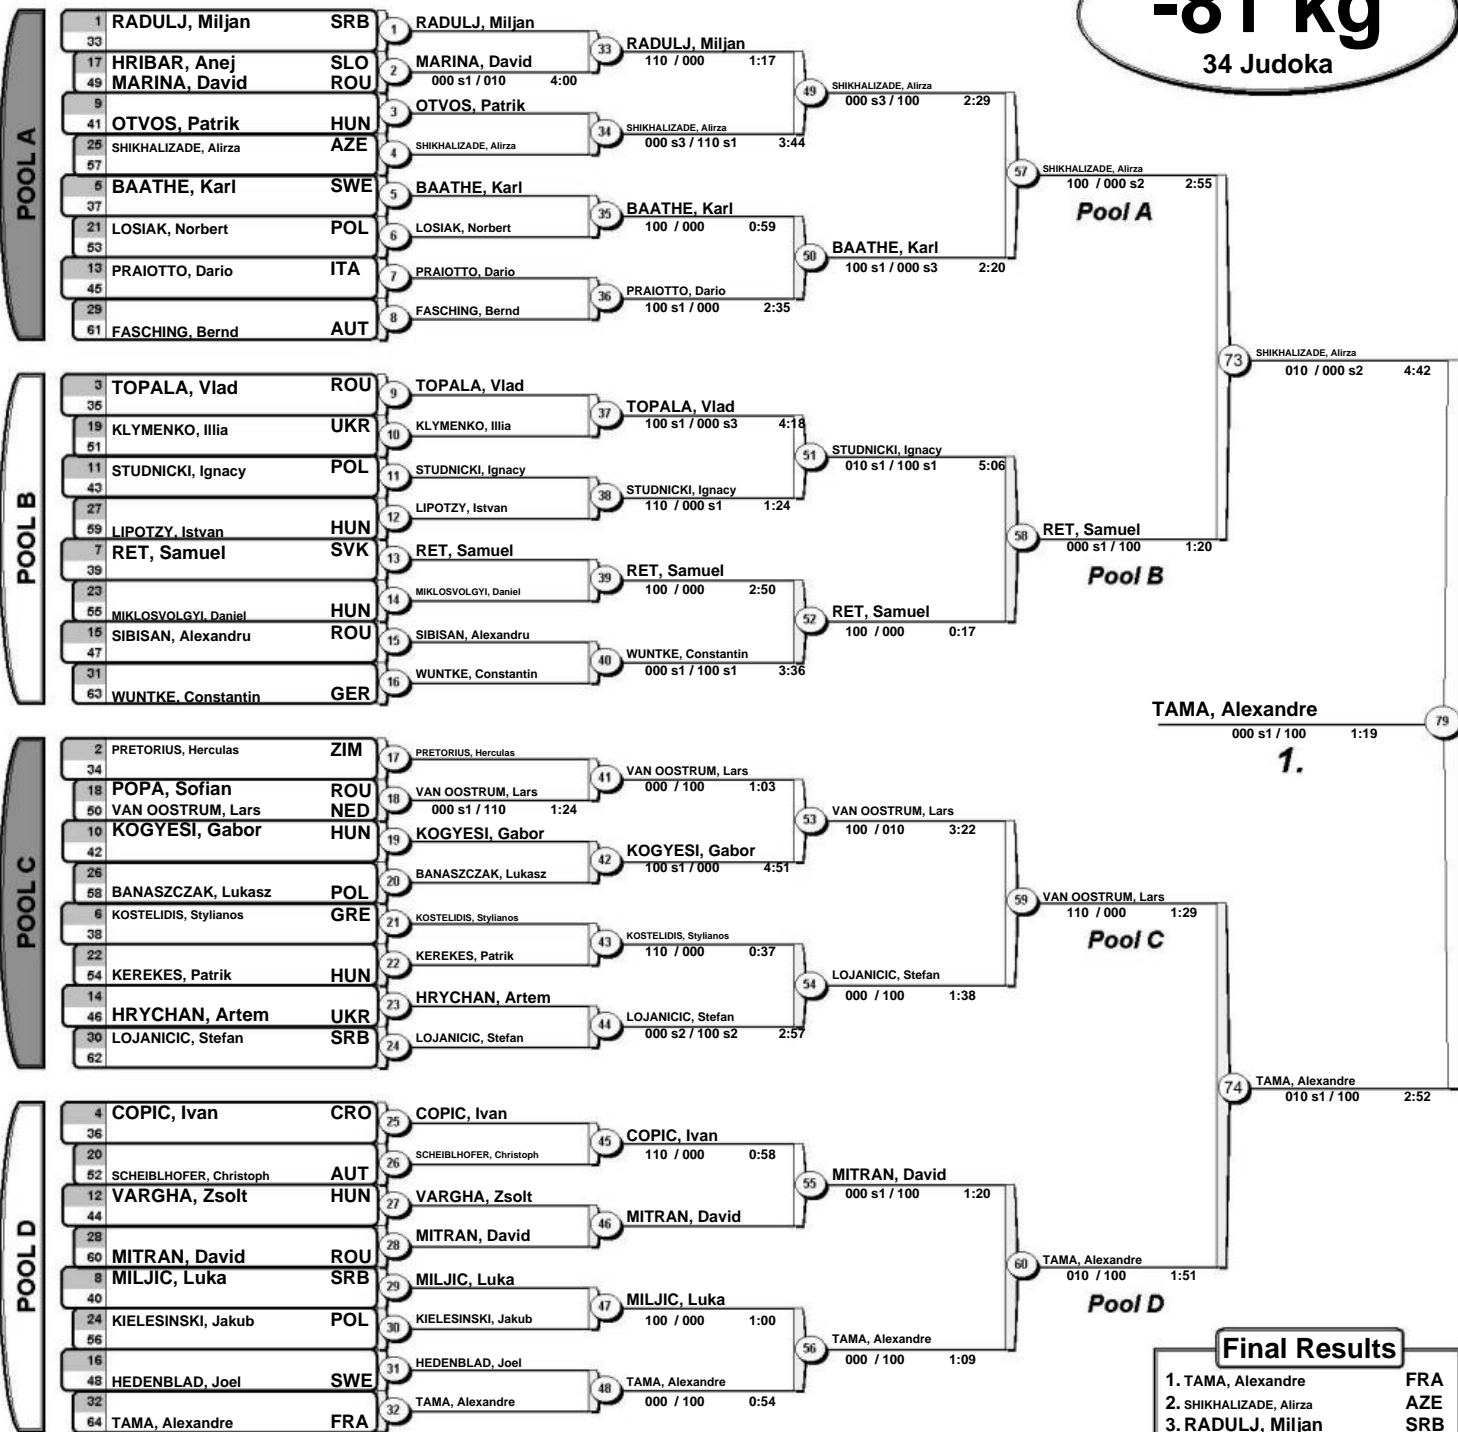 -81 kg
34 Judoka
POOL A
1 RADULJ, Miljan SRB
33
17 HRIBAR, Anej SLO
49 MARINA, David ROU
9
41 OTVOS, Patrik HUN
25 SHIKHALIZADE, Alirza AZE
57
5 BAATHE, Karl SWE
37
21 LOSIAK, Norbert POL
53
13 PRAIOTTO, Dario ITA
45
29
61 FASCHING, Bernd AUT
1 RADULJ, Miljan
2 MARINA, David
000 s1 / 010 4:00
3 OTVOS, Patrik
4 SHIKHALIZADE, Alirza
5 BAATHE, Karl
6 LOSIAK, Norbert
7 PRAIOTTO, Dario
8 FASCHING, Bernd
33 RADULJ, Miljan
110 / 000 1:17
34 SHIKHALIZADE, Alirza
000 s3 / 110 s1 3:44
35 BAATHE, Karl
100 / 000 0:59
36 PRAIOTTO, Dario
100 s1 / 000 2:35
49 SHIKHALIZADE, Alirza
000 s3 / 100 2:29
50 BAATHE, Karl
100 s1 / 000 s3 2:20
57 SHIKHALIZADE, Alirza
100 / 000 s2 2:55
Pool A
POOL B
3 TOPALA, Vlad ROU
35
19 KLYMENKO, Illia UKR
51
11 STUDNICKI, Ignacy POL
43
27
59 LIPOTZY, Istvan HUN
7 RET, Samuel SVK
39
23
55 MIKLOSVOLGYI, Daniel HUN
15 SIBISAN, Alexandru ROU
47
31
63 WUNTKE, Constantin GER
9 TOPALA, Vlad
10 KLYMENKO, Illia
11 STUDNICKI, Ignacy
12 LIPOTZY, Istvan
13 RET, Samuel
14 MIKLOSVOLGYI, Daniel
15 SIBISAN, Alexandru
16 WUNTKE, Constantin
37 TOPALA, Vlad
100 s1 / 000 s3 4:18
38 STUDNICKI, Ignacy
110 / 000 s1 1:24
39 RET, Samuel
100 / 000 2:50
40 WUNTKE, Constantin
000 s1 / 100 s1 3:36
51 STUDNICKI, Ignacy
010 s1 / 100 s1 5:06
52 RET, Samuel
100 / 000 0:17
58 RET, Samuel
000 s1 / 100 1:20
Pool B
73 SHIKHALIZADE, Alirza
010 / 000 s2 4:42
TAMA, Alexandre 79
000 s1 / 100 1:19
1.
POOL C
2 PRETORIUS, Herculas ZIM
34
18 POPA, Sofian ROU
50 VAN OOSTRUM, Lars NED
10 KOGYESI, Gabor HUN
42
26
58 BANASZCZAK, Lukasz POL
6 KOSTELIDIS, Stylianos GRE
38
22
54 KEREKES, Patrik HUN
14
46 HRYCHAN, Artem UKR
30 LOJANICIC, Stefan SRB
62
17 PRETORIUS, Herculas
18 VAN OOSTRUM, Lars
000 s1 / 110 1:24
19 KOGYESI, Gabor
20 BANASZCZAK, Lukasz
21 KOSTELIDIS, Stylianos
22 KEREKES, Patrik
23 HRYCHAN, Artem
24 LOJANICIC, Stefan
41 VAN OOSTRUM, Lars
000 / 100 1:03
42 KOGYESI, Gabor
100 s1 / 000 4:51
43 KOSTELIDIS, Stylianos
110 / 000 0:37
44 LOJANICIC, Stefan
000 s2 / 100 s2 2:57
53 VAN OOSTRUM, Lars
100 / 010 3:22
54 LOJANICIC, Stefan
000 / 100 1:38
59 VAN OOSTRUM, Lars
110 / 000 1:29
Pool C
POOL D
4 COPIC, Ivan CRO
36
20
52 SCHEIBLHOFER, Christoph AUT
12 VARGHA, Zsolt HUN
44
28
60 MITRAN, David ROU
8 MILJIC, Luka SRB
40
24 KIELESINSKI, Jakub POL
56
16
48 HEDENBLAD, Joel SWE
32
64 TAMA, Alexandre FRA
25 COPIC, Ivan
26 SCHEIBLHOFER, Christoph
27 VARGHA, Zsolt
28 MITRAN, David
29 MILJIC, Luka
30 KIELESINSKI, Jakub
31 HEDENBLAD, Joel
32 TAMA, Alexandre
45 COPIC, Ivan
110 / 000 0:58
46 MITRAN, David
47 MILJIC, Luka
100 / 000 1:00
48 TAMA, Alexandre
000 / 100 0:54
55 MITRAN, David
000 s1 / 100 1:20
56 TAMA, Alexandre
000 / 100 1:09
60 TAMA, Alexandre
010 / 100 1:51
Pool D
74 TAMA, Alexandre
010 s1 / 100 2:52
Final Results
1. TAMA, Alexandre FRA
2. SHIKHALIZADE, Alirza AZE
3. RADULJ, Miljan SRB